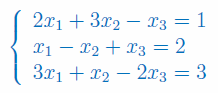 2x₁ + 3x₂ − x₃ = 1
x₁ − x₂ + x₃ = 2
3x₁ + x₂ − 2x₃ = 3